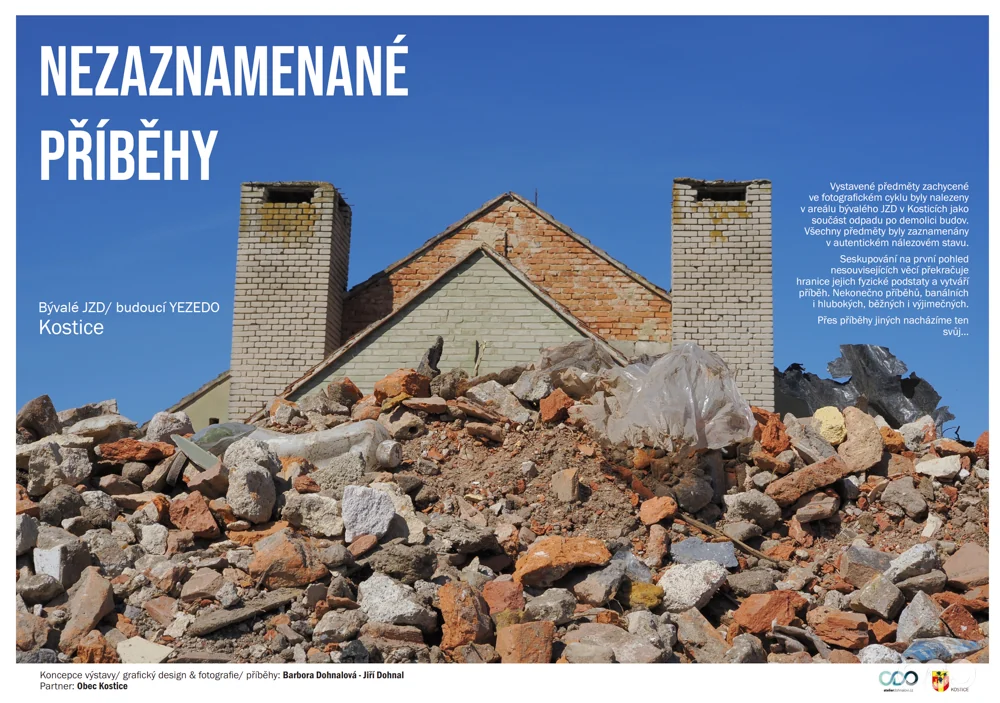 NEZAZNAMENANÉ
PŘÍBĚHY
Vystavené předměty zachycené
ve fotografickém cyklu byly nalezeny
v areálu bývalého JZD v Kosticích jako
součást odpadu po demolici budov.
Všechny předměty byly zaznamenány
v autentickém nálezovém stavu.
Seskupování na první pohled
nesouvisejících věcí překračuje
hranice jejich fyzické podstaty a vytváří
příběh. Nekonečno příběhů, banálních
i hlubokých, běžných i výjimečných.
Přes příběhy jiných nacházíme ten
svůj...
Bývalé JZD/ budoucí YEZEDO
Kostice
Koncepce výstavy/ grafický design & fotografie/ příběhy: Barbora Dohnalová - Jiří Dohnal
Partner: Obec Kostice
KOSTICE